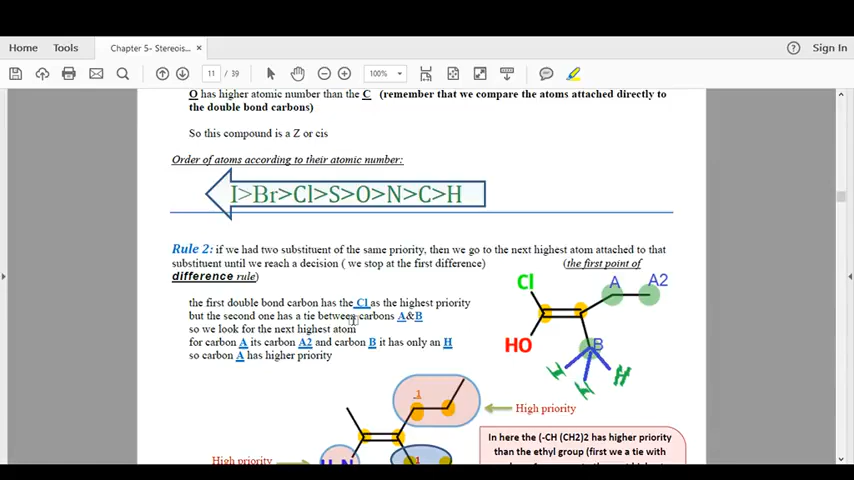 Home Tools Chapter 5- Stereois... × Sign In
11 / 39 100%
O has higher atomic number than the C (remember that we compare the atoms attached directly to
the double bond carbons)
So this compound is a Z or cis
Order of atoms according to their atomic number:
I>Br>Cl>S>O>N>C>H
Rule 2: if we had two substituent of the same priority, then we go to the next highest atom attached to that
substituent until we reach a decision ( we stop at the first difference) (the first point of
difference rule)
the first double bond carbon has the Cl as the highest priority
but the second one has a tie between carbons A&B
so we look for the next highest atom
for carbon A its carbon A2 and carbon B it has only an H
so carbon A has higher priority
Cl A A2
HO B
H H H
1
High priority
In here the (-CH (CH2)2 has higher priority
than the ethyl group (first we a tie with
1
High priority